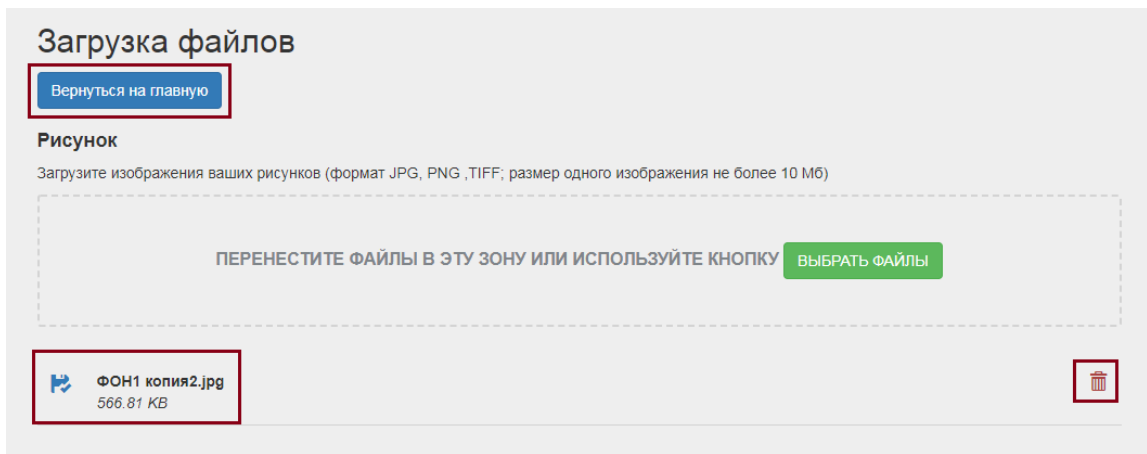 Загрузка файлов
Вернуться на главную
Рисунок
Загрузите изображения ваших рисунков (формат JPG, PNG ,TIFF; размер одного изображения не более 10 Мб)
ПЕРЕНЕСТИТЕ ФАЙЛЫ В ЭТУ ЗОНУ ИЛИ ИСПОЛЬЗУЙТЕ КНОПКУ ВЫБРАТЬ ФАЙЛЫ
ФОН1 копия2.jpg
566.81 KB